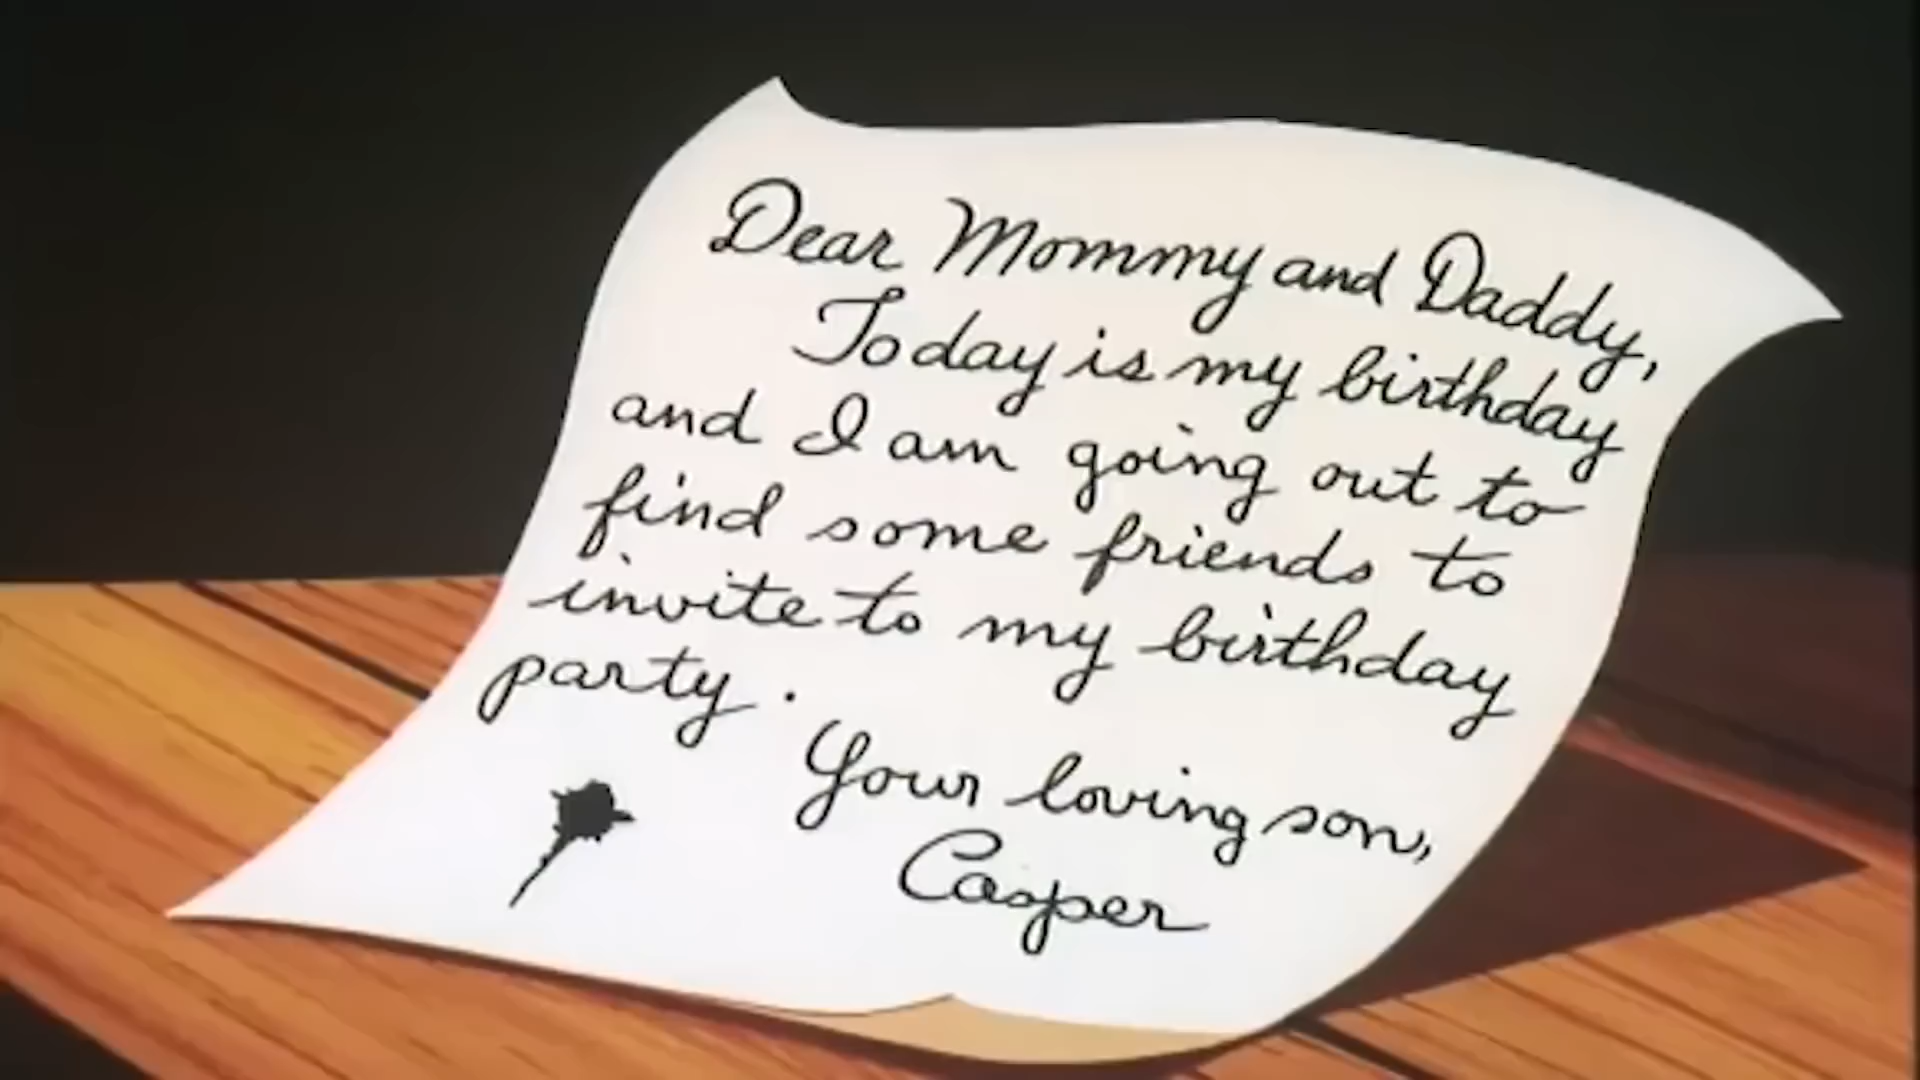 Dear Mommy and Daddy,
Today is my birthday
and I am going out to
find some friends to
invite to my birthday
party.
Your loving son,
Casper